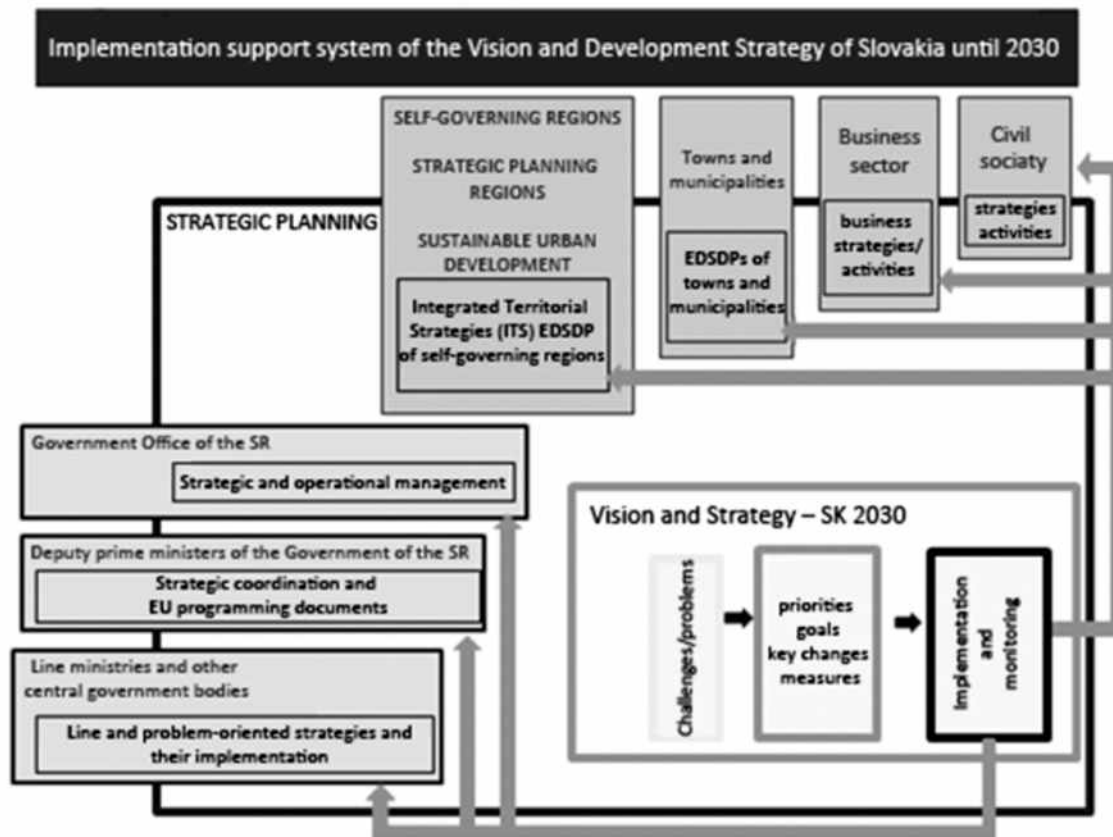 Implementation support system of the Vision and Development Strategy of Slovakia until 2030
SELF-GOVERNING REGIONS
STRATEGIC PLANNING
REGIONS
SUSTAINABLE URBAN
DEVELOPMENT
Integrated Territorial
Strategies (ITS) EDSDP
of self-governing regions
Towns and
municipalities
EDSDPs of
towns and
municipalities
Business
sector
business
strategies/
activities
Civil
sociaty
strategies
activities
STRATEGIC PLANNING
Government Office of the SR
Strategic and operational management
Deputy prime ministers of the Government of the SR
Strategic coordination and
EU programming documents
Line ministries and other
central government bodies
Line and problem-oriented strategies and
their implementation
Vision and Strategy – SK 2030
Challenges/problems
priorities
goals
key changes
measures
Implementation
and
monitoring